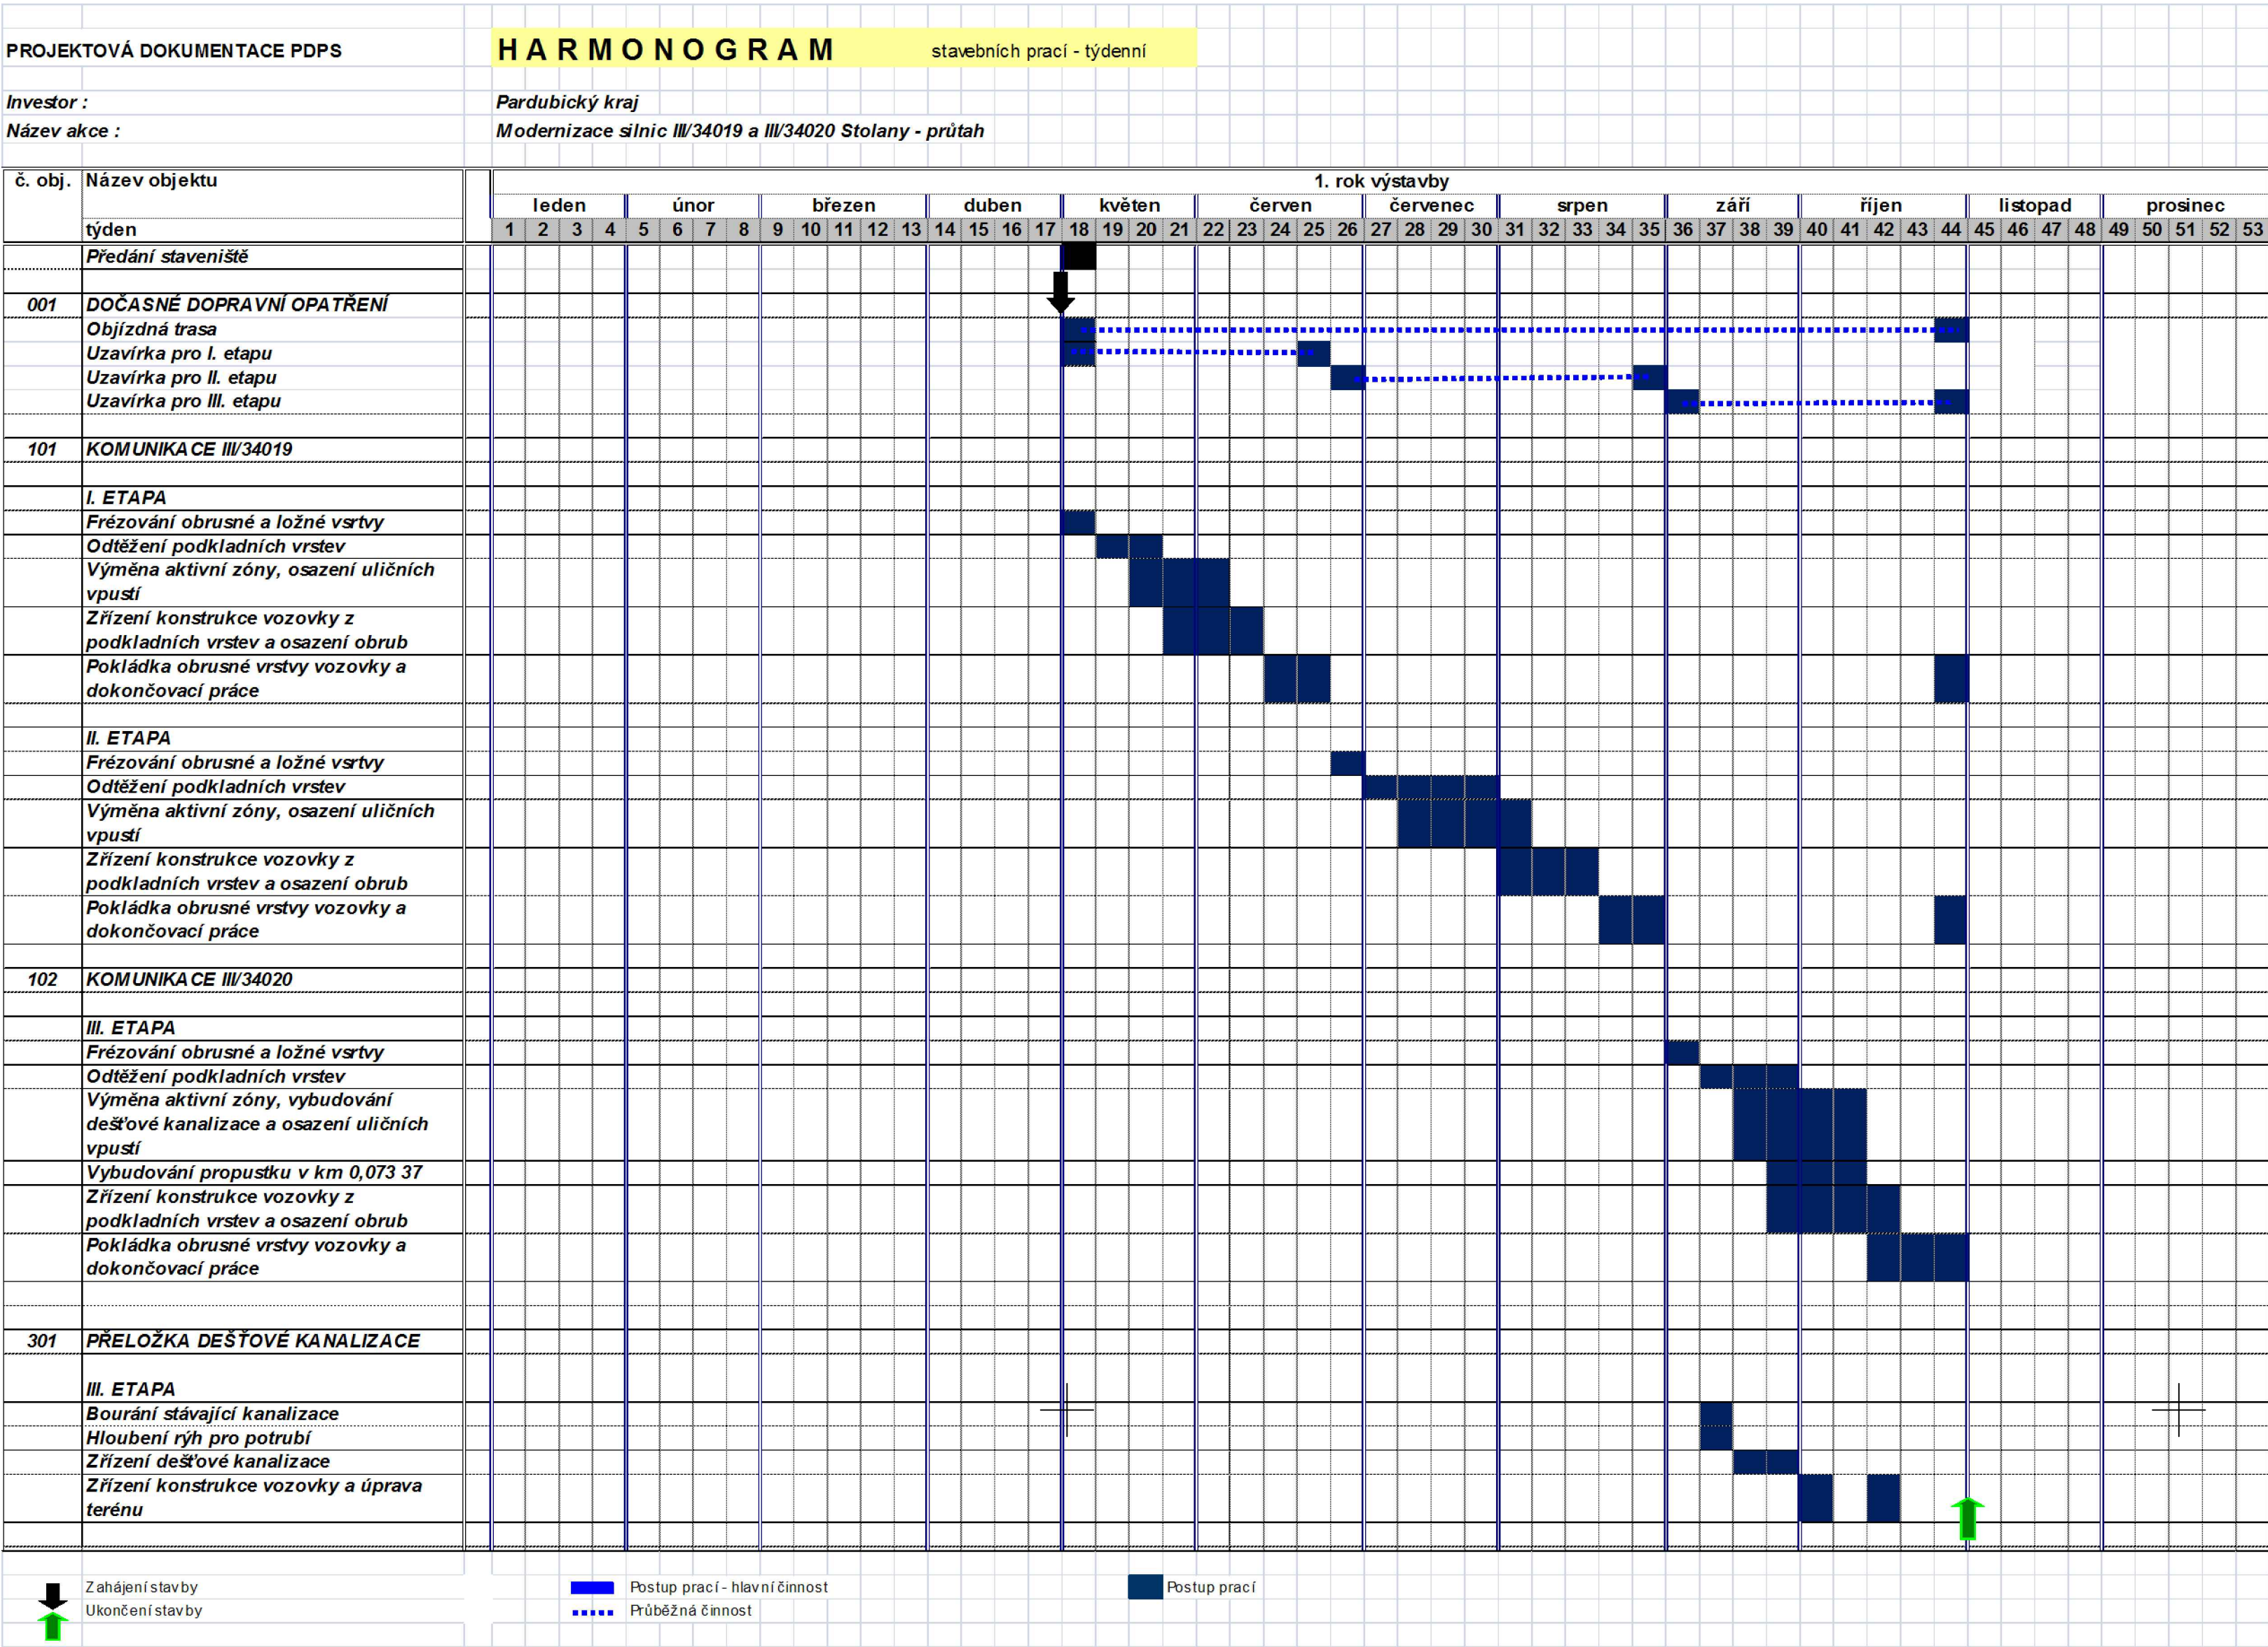 PROJEKTOVÁ DOKUMENTACE PDPS
HARMONOGRAM stavebních prací - týdenní
Investor : Pardubický kraj
Název akce : Modernizace silnic III/34019 a III/34020 Stolany - průtah
č. obj. Název objektu 1. rok výstavby
leden únor březen duben květen červen červenec srpen září říjen listopad prosinec
týden 1 2 3 4 5 6 7 8 9 10 11 12 13 14 15 16 17 18 19 20 21 22 23 24 25 26 27 28 29 30 31 32 33 34 35 36 37 38 39 40 41 42 43 44 45 46 47 48 49 50 51 52 53
Předání staveniště
001 DOČASNÉ DOPRAVNÍ OPATŘENÍ
Objízdná trasa
Uzavírka pro I. etapu
Uzavírka pro II. etapu
Uzavírka pro III. etapu
101 KOMUNIKACE III/34019
I. ETAPA
Frézování obrusné a ložné vsrtvy
Odtěžení podkladních vrstev
Výměna aktivní zóny, osazení uličních
vpustí
Zřízení konstrukce vozovky z
podkladních vrstev a osazení obrub
Pokládka obrusné vrstvy vozovky a
dokončovací práce
II. ETAPA
Frézování obrusné a ložné vsrtvy
Odtěžení podkladních vrstev
Výměna aktivní zóny, osazení uličních
vpustí
Zřízení konstrukce vozovky z
podkladních vrstev a osazení obrub
Pokládka obrusné vrstvy vozovky a
dokončovací práce
102 KOMUNIKACE III/34020
III. ETAPA
Frézování obrusné a ložné vsrtvy
Odtěžení podkladních vrstev
Výměna aktivní zóny, vybudování
dešťové kanalizace a osazení uličních
vpustí
Vybudování propustku v km 0,073 37
Zřízení konstrukce vozovky z
podkladních vrstev a osazení obrub
Pokládka obrusné vrstvy vozovky a
dokončovací práce
301 PŘELOŽKA DEŠŤOVÉ KANALIZACE
III. ETAPA
Bourání stávající kanalizace
Hloubení rýh pro potrubí
Zřízení dešťové kanalizace
Zřízení konstrukce vozovky a úprava
terénu
Zahájení stavby Postup prací - hlavní činnost Postup prací
Ukončení stavby Průběžná činnost